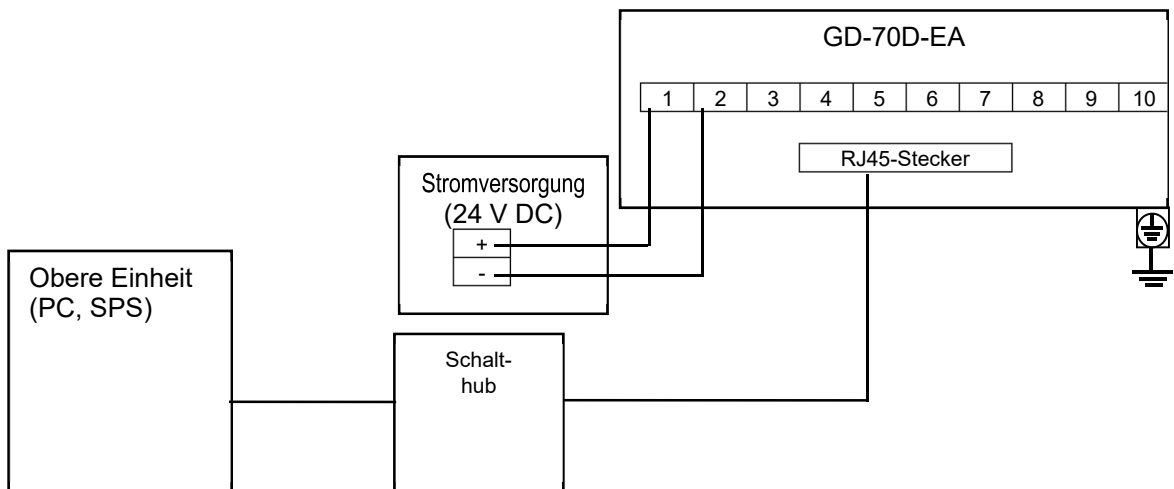 GD-70D-EA
1 2 3 4 5 6 7 8 9 10
RJ45-Stecker
Stromversorgung
(24 V DC)
+
-
Obere Einheit
(PC, SPS)
Schalt-
hub